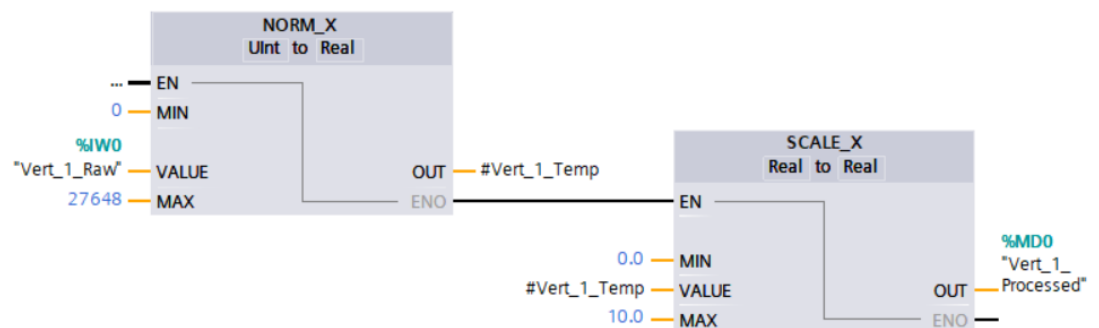 NORM_X
UInt to Real
... EN
0 MIN
%IW0
"Vert_1_Raw" VALUE OUT #Vert_1_Temp
27648 MAX ENO
SCALE_X
Real to Real
EN
0.0 MIN
%MD0
"Vert_1_
#Vert_1_Temp VALUE OUT Processed"
10.0 MAX ENO